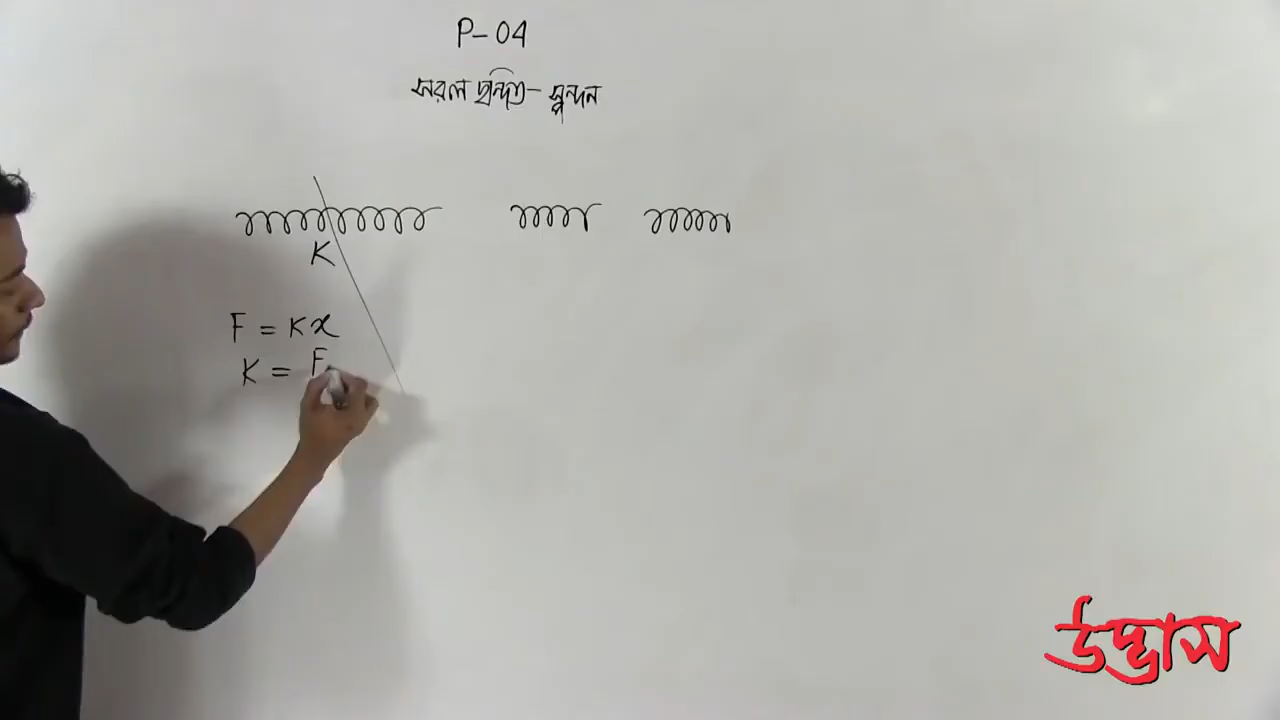 P-04
সরল ছন্দিত-স্পন্দন
K
F = Kx
K = F
উদ্ভাস